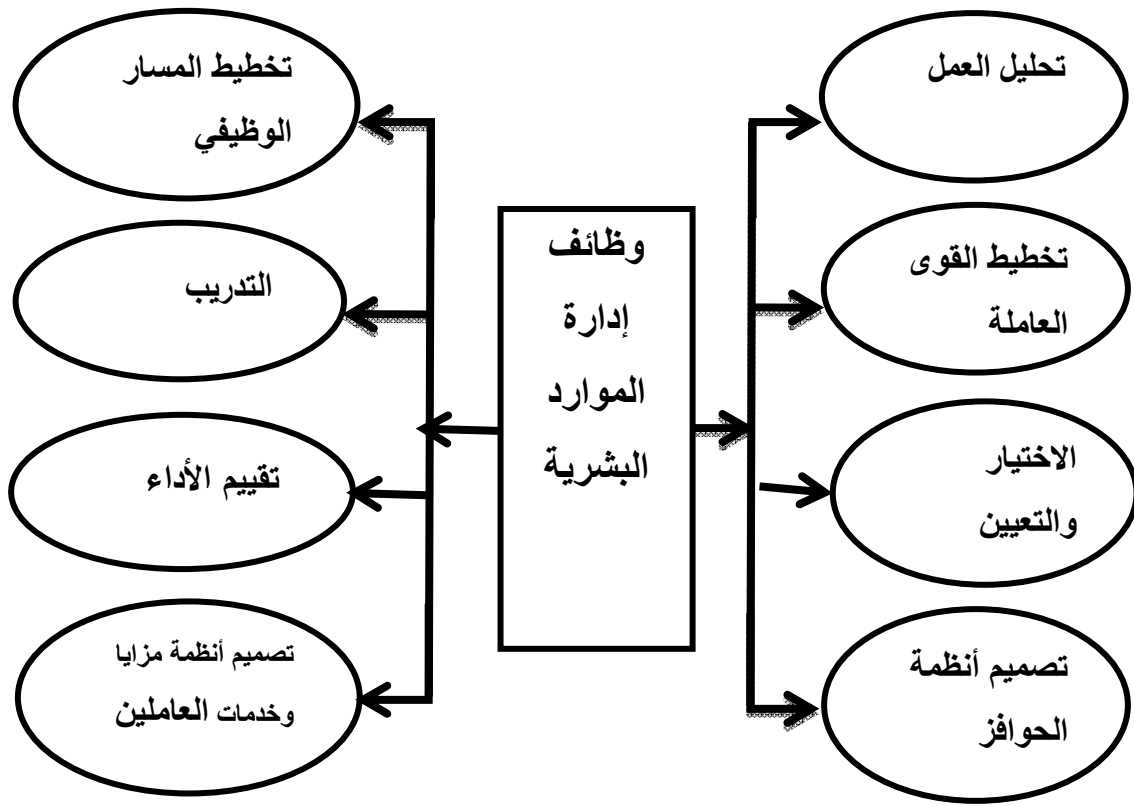 وظائف
إدارة
الموارد
البشرية
تحليل العمل
تخطيط القوى
العاملة
الاختيار
والتعيين
تصميم أنظمة
الحوافز
تخطيط المسار
الوظيفي
التدريب
تقييم الأداء
تصميم أنظمة مزايا
وخدمات العاملين